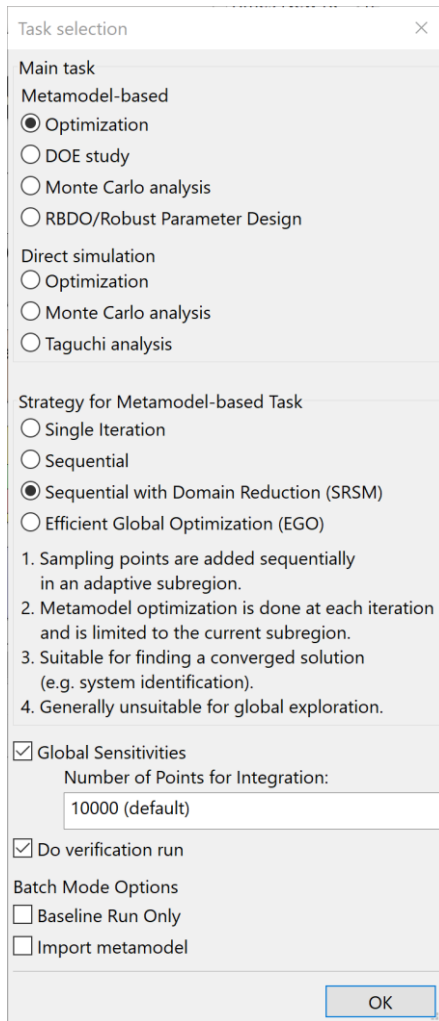 Task selection
Main task
Metamodel-based
Optimization
DOE study
Monte Carlo analysis
RBDO/Robust Parameter Design
Direct simulation
Optimization
Monte Carlo analysis
Taguchi analysis
Strategy for Metamodel-based Task
Single Iteration
Sequential
Sequential with Domain Reduction (SRSM)
Efficient Global Optimization (EGO)
1. Sampling points are added sequentially
in an adaptive subregion.
2. Metamodel optimization is done at each iteration
and is limited to the current subregion.
3. Suitable for finding a converged solution
(e.g. system identification).
4. Generally unsuitable for global exploration.
Global Sensitivities
Number of Points for Integration:
10000 (default)
Do verification run
Batch Mode Options
Baseline Run Only
Import metamodel
OK